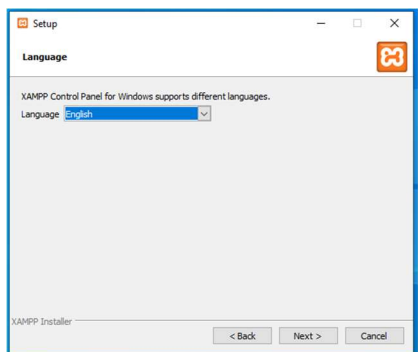 Setup
Language
XAMPP Control Panel for Windows supports different languages.
Language English
XAMPP Installer
< Back Next > Cancel